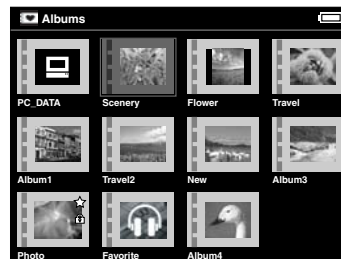 Albums
PC_DATA Scenery Flower Travel
Album1 Travel2 New Album3
Photo Favorite Album4